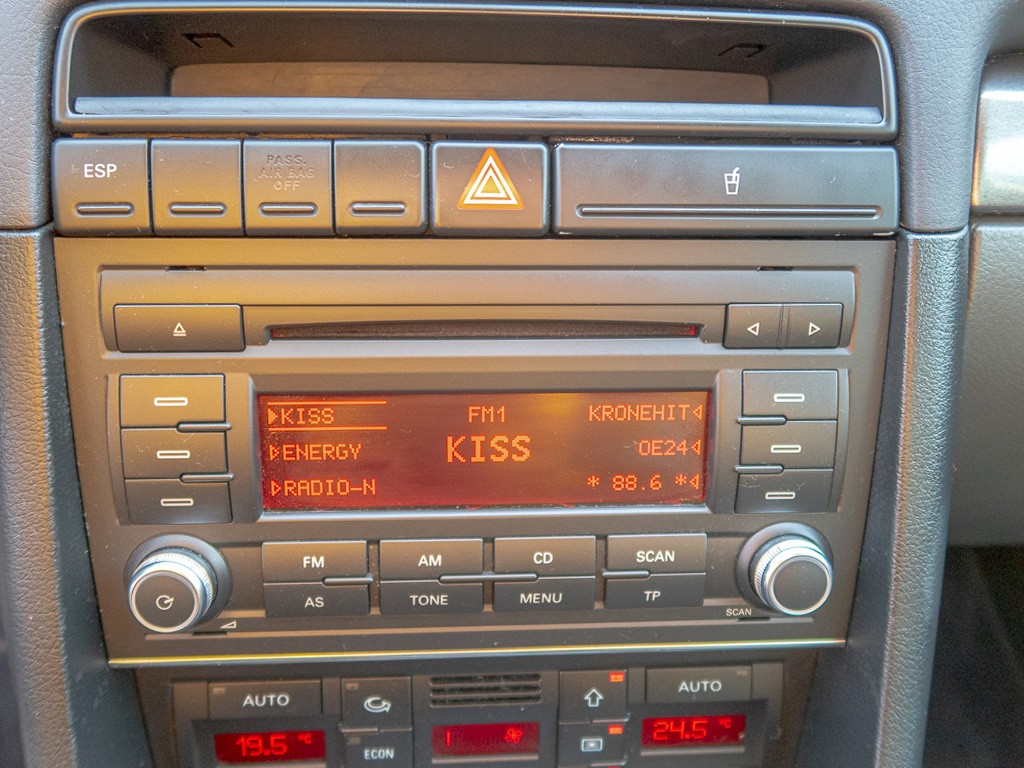 ESP
PASS.
AIR BAG
OFF
KISS FM1 KRONEHIT
ENERGY KISS OE24
RADIO-N * 88.6 *
FM AM CD SCAN
AS TONE MENU TP
SCAN
AUTO AUTO
19.5 °C 24.5 °C
ECON